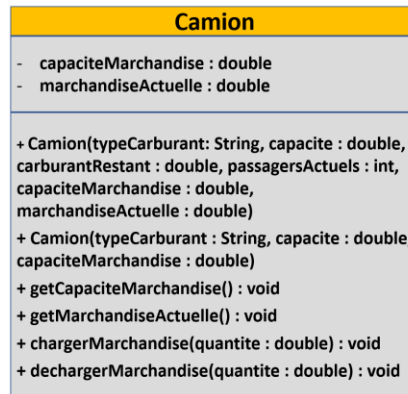 Camion
- capaciteMarchandise : double
- marchandiseActuelle : double
+ Camion(typeCarburant: String, capacite : double,
carburantRestant : double, passagersActuels : int,
capaciteMarchandise : double,
marchandiseActuelle : double)
+ Camion(typeCarburant : String, capacite : double,
capaciteMarchandise : double)
+ getCapaciteMarchandise() : void
+ getMarchandiseActuelle() : void
+ chargerMarchandise(quantite : double) : void
+ dechargerMarchandise(quantite : double) : void